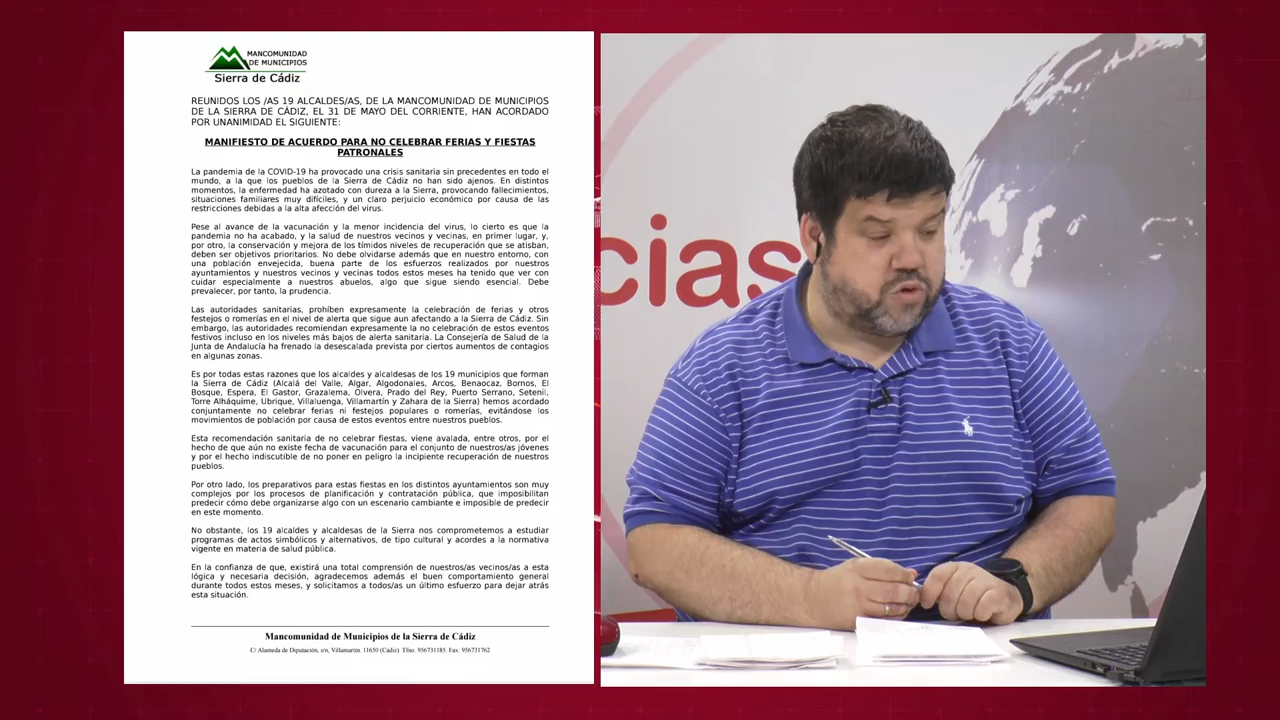 MANCOMUNIDAD
DE MUNICIPIOS
Sierra de Cádiz
REUNIDOS LOS /AS 19 ALCALDES/AS, DE LA MANCOMUNIDAD DE MUNICIPIOS
DE LA SIERRA DE CÁDIZ, EL 31 DE MAYO DEL CORRIENTE, HAN ACORDADO
POR UNANIMIDAD EL SIGUIENTE:
MANIFIESTO DE ACUERDO PARA NO CELEBRAR FERIAS Y FIESTAS
PATRONALES
La pandemia de la COVID-19 ha provocado una crisis sanitaria sin precedentes en todo el
mundo, a la que los pueblos de la Sierra de Cádiz no han sido ajenos. En distintos
momentos, la enfermedad ha azotado con dureza a la Sierra, provocando fallecimientos,
situaciones familiares muy difíciles, y un claro perjuicio económico por causa de las
restricciones debidas a la alta afección del virus.
Pese al avance de la vacunación y la menor incidencia del virus, lo cierto es que la
pandemia no ha acabado, y la salud de nuestros vecinos y vecinas, en primer lugar, y,
por otro, la conservación y mejora de los tímidos niveles de recuperación que se atisban,
deben ser objetivos prioritarios. No debe olvidarse además que en nuestro entorno, con
una población envejecida, buena parte de los esfuerzos realizados por nuestros
ayuntamientos y nuestros vecinos y vecinas todos estos meses ha tenido que ver con
cuidar especialmente a nuestros abuelos, algo que sigue siendo esencial. Debe
prevalecer, por tanto, la prudencia.
Las autoridades sanitarias, prohíben expresamente la celebración de ferias y otros
festejos o romerías en el nivel de alerta que sigue aun afectando a la Sierra de Cádiz. Sin
embargo, las autoridades recomiendan expresamente la no celebración de estos eventos
festivos incluso en los niveles más bajos de alerta sanitaria. La Consejería de Salud de la
Junta de Andalucía ha frenado la desescalada prevista por ciertos aumentos de contagios
en algunas zonas.
Es por todas estas razones que los alcaldes y alcaldesas de los 19 municipios que forman
la Sierra de Cádiz (Alcalá del Valle, Algar, Algodonales, Arcos, Benaocaz, Bornos, El
Bosque, Espera, El Gastor, Grazalema, Olvera, Prado del Rey, Puerto Serrano, Setenil,
Torre Alháquime, Ubrique, Villaluenga, Villamartín y Zahara de la Sierra) hemos acordado
conjuntamente no celebrar ferias ni festejos populares o romerías, evitándose los
movimientos de población por causa de estos eventos entre nuestros pueblos.
Esta recomendación sanitaria de no celebrar fiestas, viene avalada, entre otros, por el
hecho de que aún no existe fecha de vacunación para el conjunto de nuestros/as jóvenes
y por el hecho indiscutible de no poner en peligro la incipiente recuperación de nuestros
pueblos.
Por otro lado, los preparativos para estas fiestas en los distintos ayuntamientos son muy
complejos por los procesos de planificación y contratación pública, que imposibilitan
predecir cómo debe organizarse algo con un escenario cambiante e imposible de predecir
en este momento.
No obstante, los 19 alcaldes y alcaldesas de la Sierra nos comprometemos a estudiar
programas de actos simbólicos y alternativos, de tipo cultural y acordes a la normativa
vigente en materia de salud pública.
En la confianza de que, existirá una total comprensión de nuestros/as vecinos/as a esta
lógica y necesaria decisión, agradecemos además el buen comportamiento general
durante todos estos meses, y solicitamos a todos/as un último esfuerzo para dejar atrás
esta situación.
Mancomunidad de Municipios de la Sierra de Cádiz
C/ Alameda de Diputación, s/n, Villamartín. 11650 (Cádiz). Tfno. 956731185. Fax: 956731762
cias